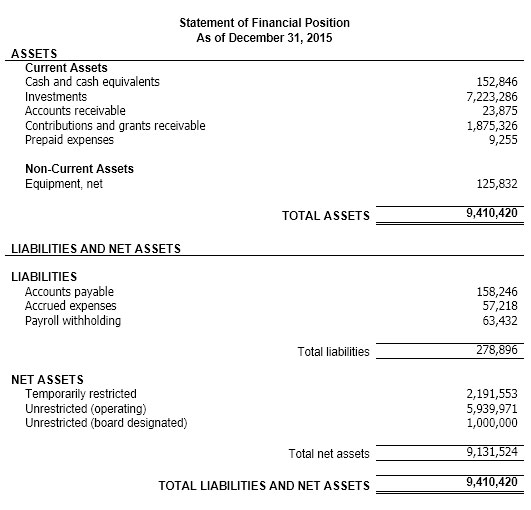 Statement of Financial Position
As of December 31, 2015
ASSETS
Current Assets
Cash and cash equivalents 152,846
Investments 7,223,286
Accounts receivable 23,875
Contributions and grants receivable 1,875,326
Prepaid expenses 9,255
Non-Current Assets
Equipment, net 125,832
TOTAL ASSETS 9,410,420
LIABILITIES AND NET ASSETS
LIABILITIES
Accounts payable 158,246
Accrued expenses 57,218
Payroll withholding 63,432
Total liabilities 278,896
NET ASSETS
Temporarily restricted 2,191,553
Unrestricted (operating) 5,939,971
Unrestricted (board designated) 1,000,000
Total net assets 9,131,524
TOTAL LIABILITIES AND NET ASSETS 9,410,420